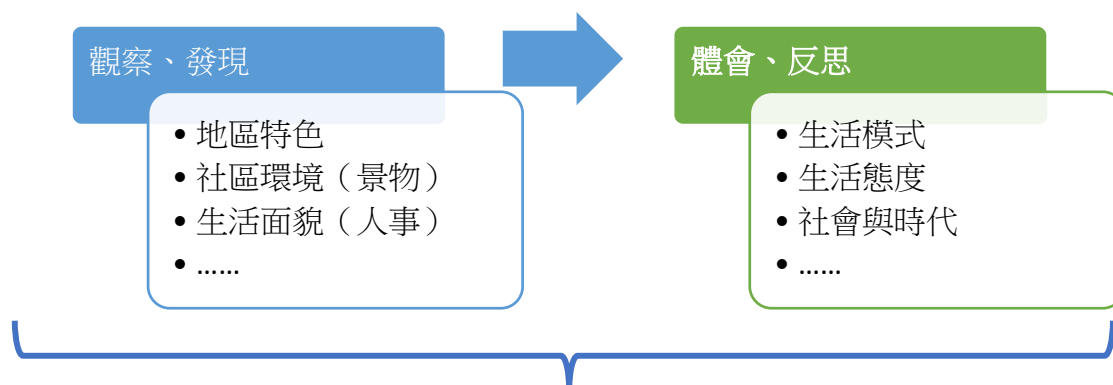 觀察、發現
• 地區特色
• 社區環境（景物）
• 生活面貌（人事）
• ......
體會、反思
• 生活模式
• 生活態度
• 社會與時代
• ......